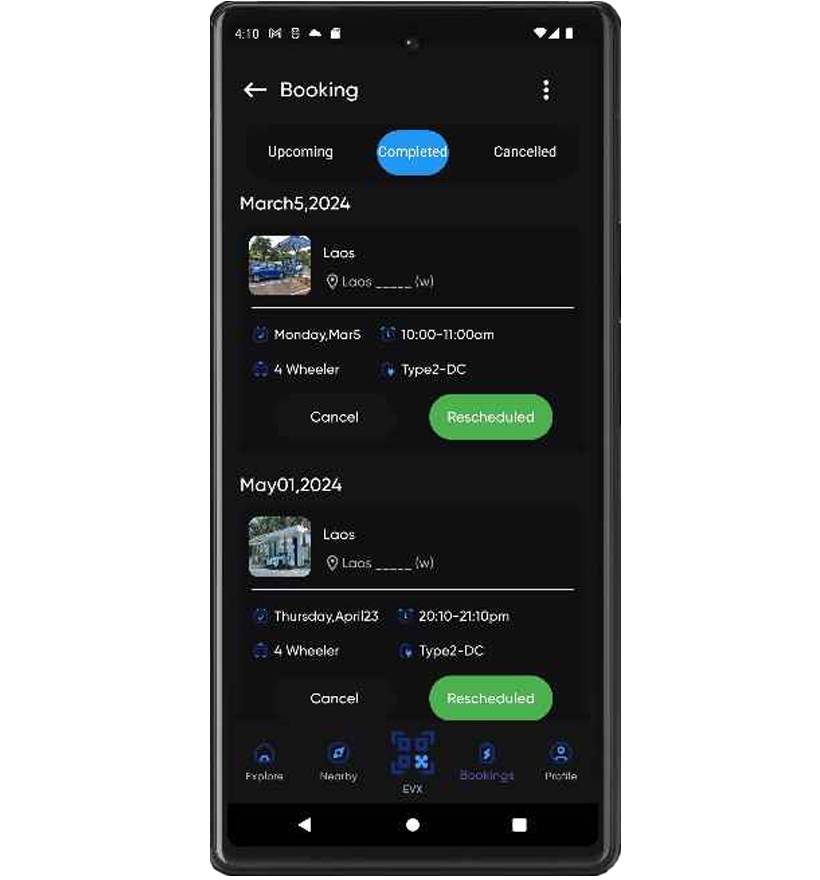 4:10
Booking
Upcoming Completed Cancelled
March5,2024
Laos
Laos _____ (w)
Monday,Mar5 10:00-11:00am
4 Wheeler Type2-DC
Cancel Rescheduled
May01,2024
Laos
Laos _____ (w)
Thursday,April23 20:10-21:10pm
4 Wheeler Type2-DC
Cancel Rescheduled
Explore Nearby EVX Bookings Profile